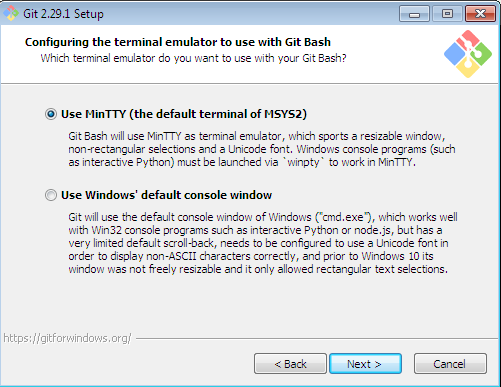 Git 2.29.1 Setup
Configuring the terminal emulator to use with Git Bash
Which terminal emulator do you want to use with your Git Bash?
Use MinTTY (the default terminal of MSYS2)
Git Bash will use MinTTY as terminal emulator, which sports a resizable window,
non-rectangular selections and a Unicode font. Windows console programs (such
as interactive Python) must be launched via `winpty` to work in MinTTY.
Use Windows' default console window
Git will use the default console window of Windows ("cmd.exe"), which works well
with Win32 console programs such as interactive Python or node.js, but has a
very limited default scroll-back, needs to be configured to use a Unicode font in
order to display non-ASCII characters correctly, and prior to Windows 10 its
window was not freely resizable and it only allowed rectangular text selections.
https://gitforwindows.org/
< Back
Next >
Cancel